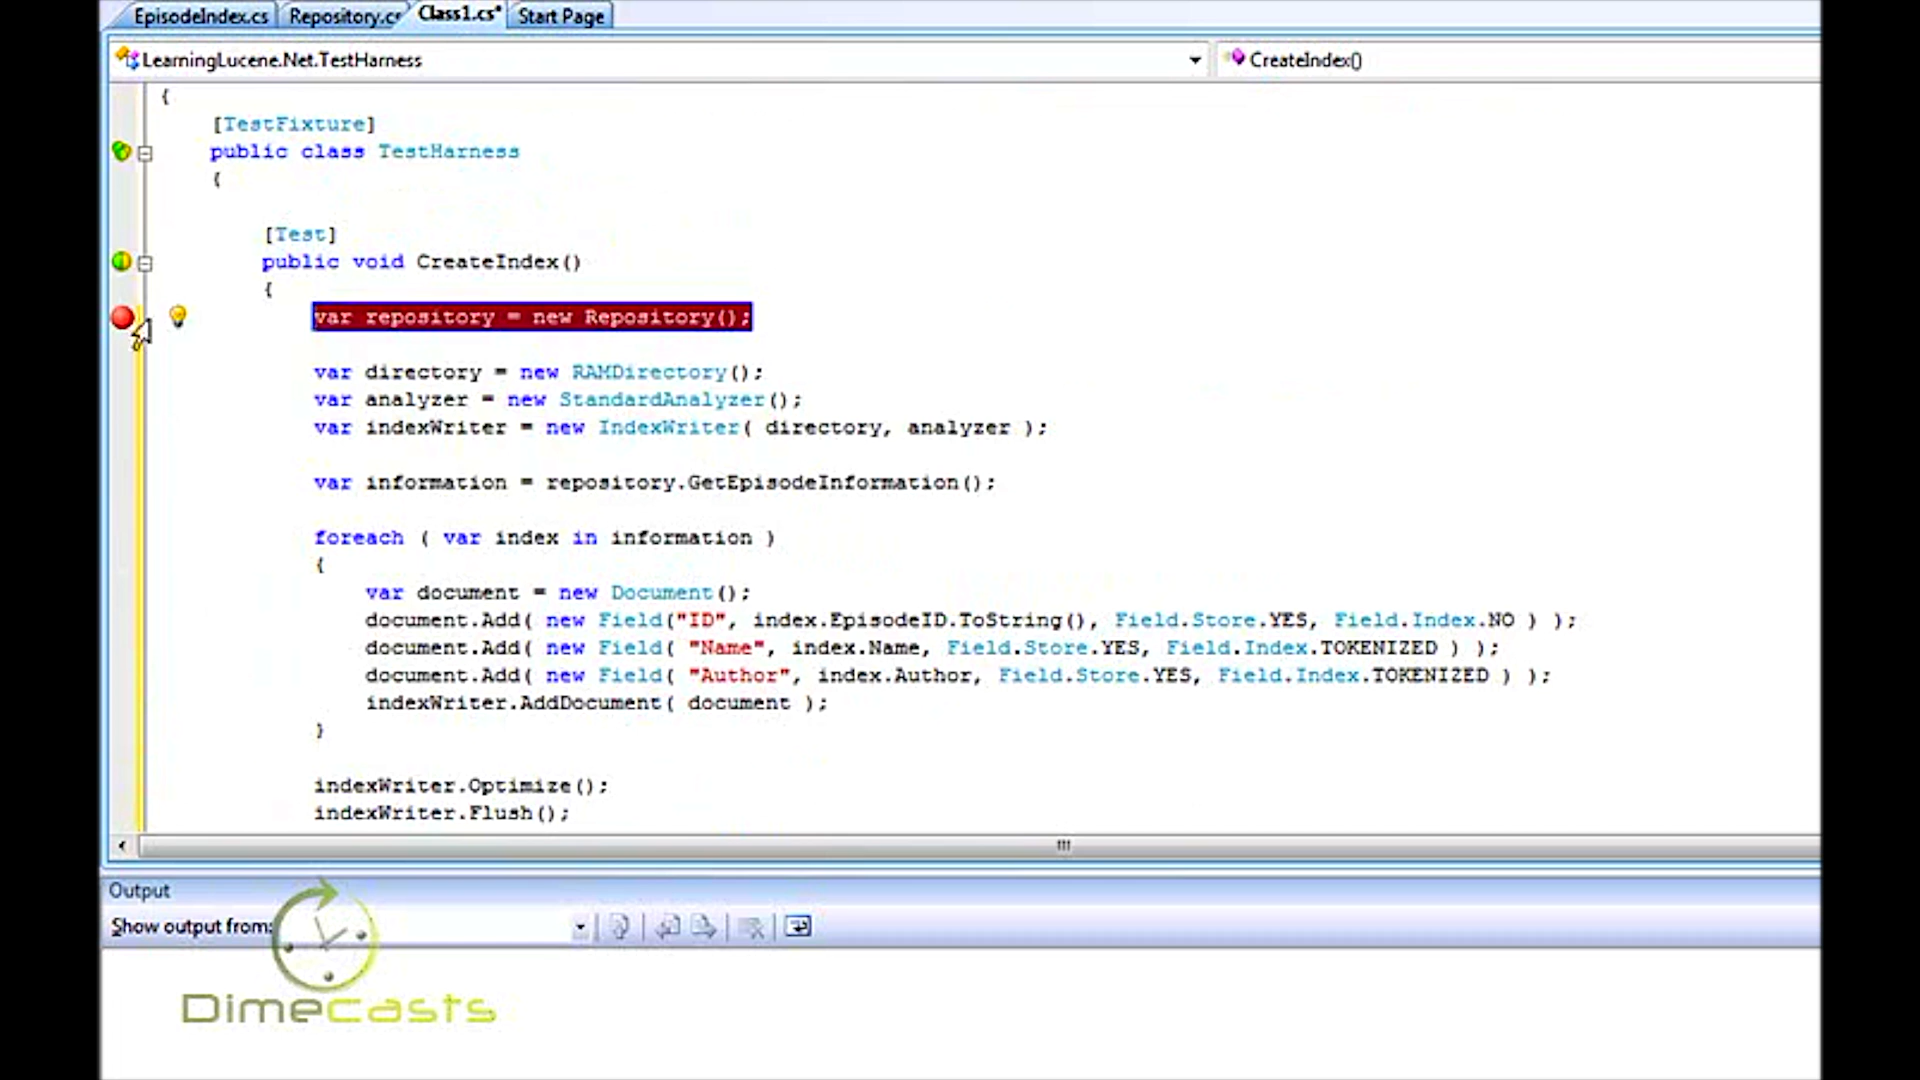 EpisodeIndex.cs Repository.cs Class1.cs* Start Page
LearningLucene.Net.TestHarness CreateIndex()
{
[TestFixture]
public class TestHarness
{
[Test]
public void CreateIndex()
{
var repository = new Repository();
var directory = new RAMDirectory();
var analyzer = new StandardAnalyzer();
var indexWriter = new IndexWriter( directory, analyzer );
var information = repository.GetEpisodeInformation();
foreach ( var index in information )
{
var document = new Document();
document.Add( new Field("ID", index.EpisodeID.ToString(), Field.Store.YES, Field.Index.NO ) );
document.Add( new Field( "Name", index.Name, Field.Store.YES, Field.Index.TOKENIZED ) );
document.Add( new Field( "Author", index.Author, Field.Store.YES, Field.Index.TOKENIZED ) );
indexWriter.AddDocument( document );
}
indexWriter.Optimize();
indexWriter.Flush();
Output
Show output from:
Dimecasts